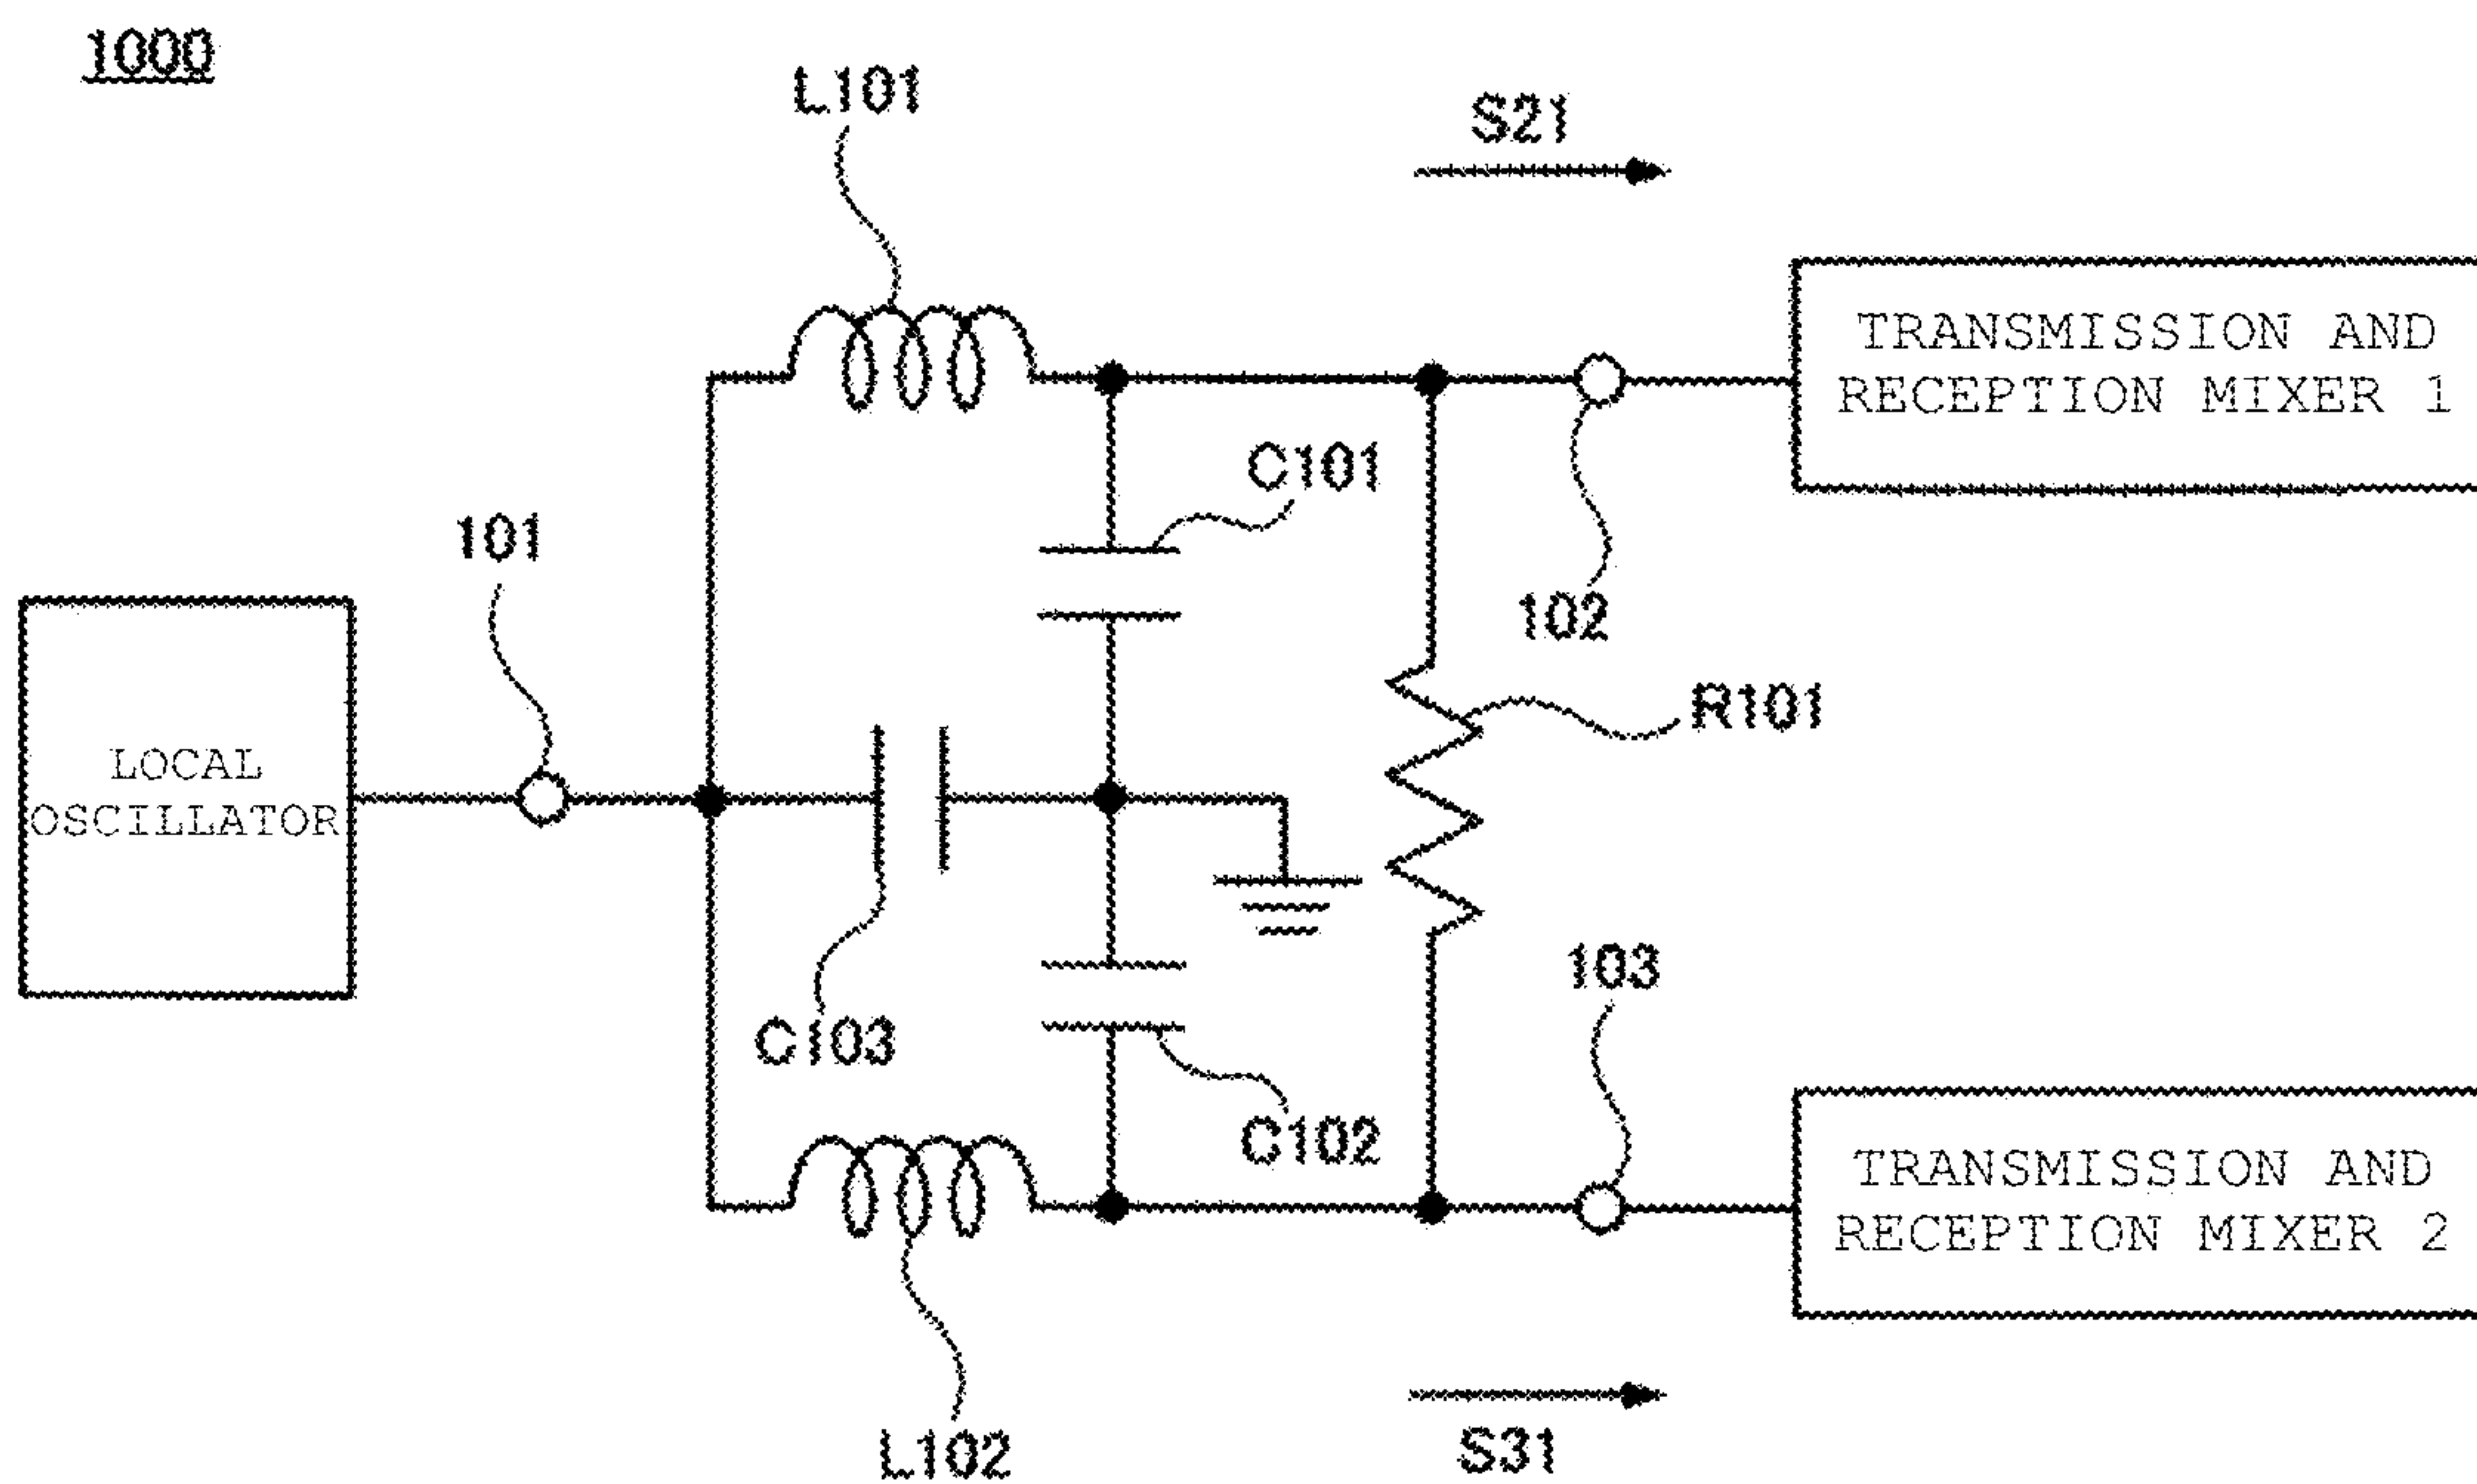 1000
L101
S21
TRANSMISSION AND
RECEPTION MIXER 1
C101
101
102
R101
LOCAL
OSCILLATOR
103
C103
C102
TRANSMISSION AND
RECEPTION MIXER 2
L102
S31